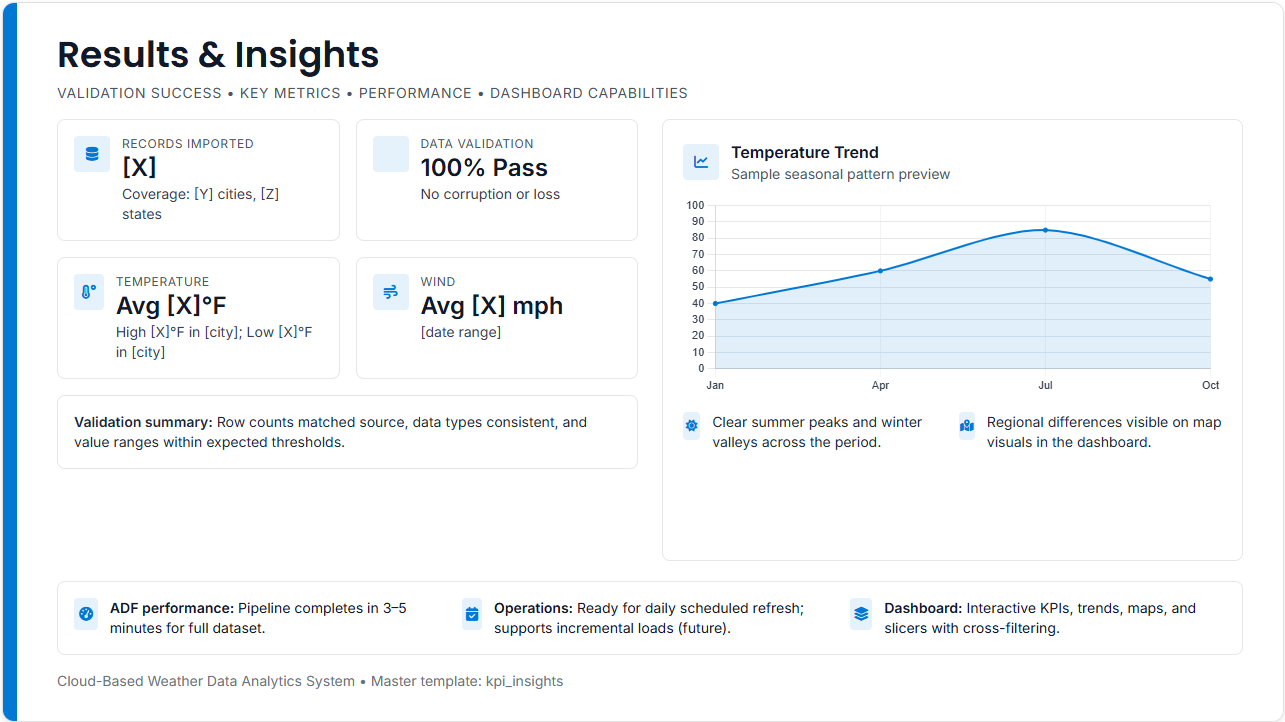 Results & Insights
VALIDATION SUCCESS • KEY METRICS • PERFORMANCE • DASHBOARD CAPABILITIES
RECORDS IMPORTED
[X]
Coverage: [Y] cities, [Z]
states
DATA VALIDATION
100% Pass
No corruption or loss
TEMPERATURE
Avg [X]°F
High [X]°F in [city]; Low [X]°F
in [city]
WIND
Avg [X] mph
[date range]
Validation summary: Row counts matched source, data types consistent, and
value ranges within expected thresholds.
Temperature Trend
Sample seasonal pattern preview
100
90
80
70
60
50
40
30
20
10
0
Jan Apr Jul Oct
Clear summer peaks and winter
valleys across the period.
Regional differences visible on map
visuals in the dashboard.
ADF performance: Pipeline completes in 3–5
minutes for full dataset.
Operations: Ready for daily scheduled refresh;
supports incremental loads (future).
Dashboard: Interactive KPIs, trends, maps, and
slicers with cross-filtering.
Cloud-Based Weather Data Analytics System • Master template: kpi_insights